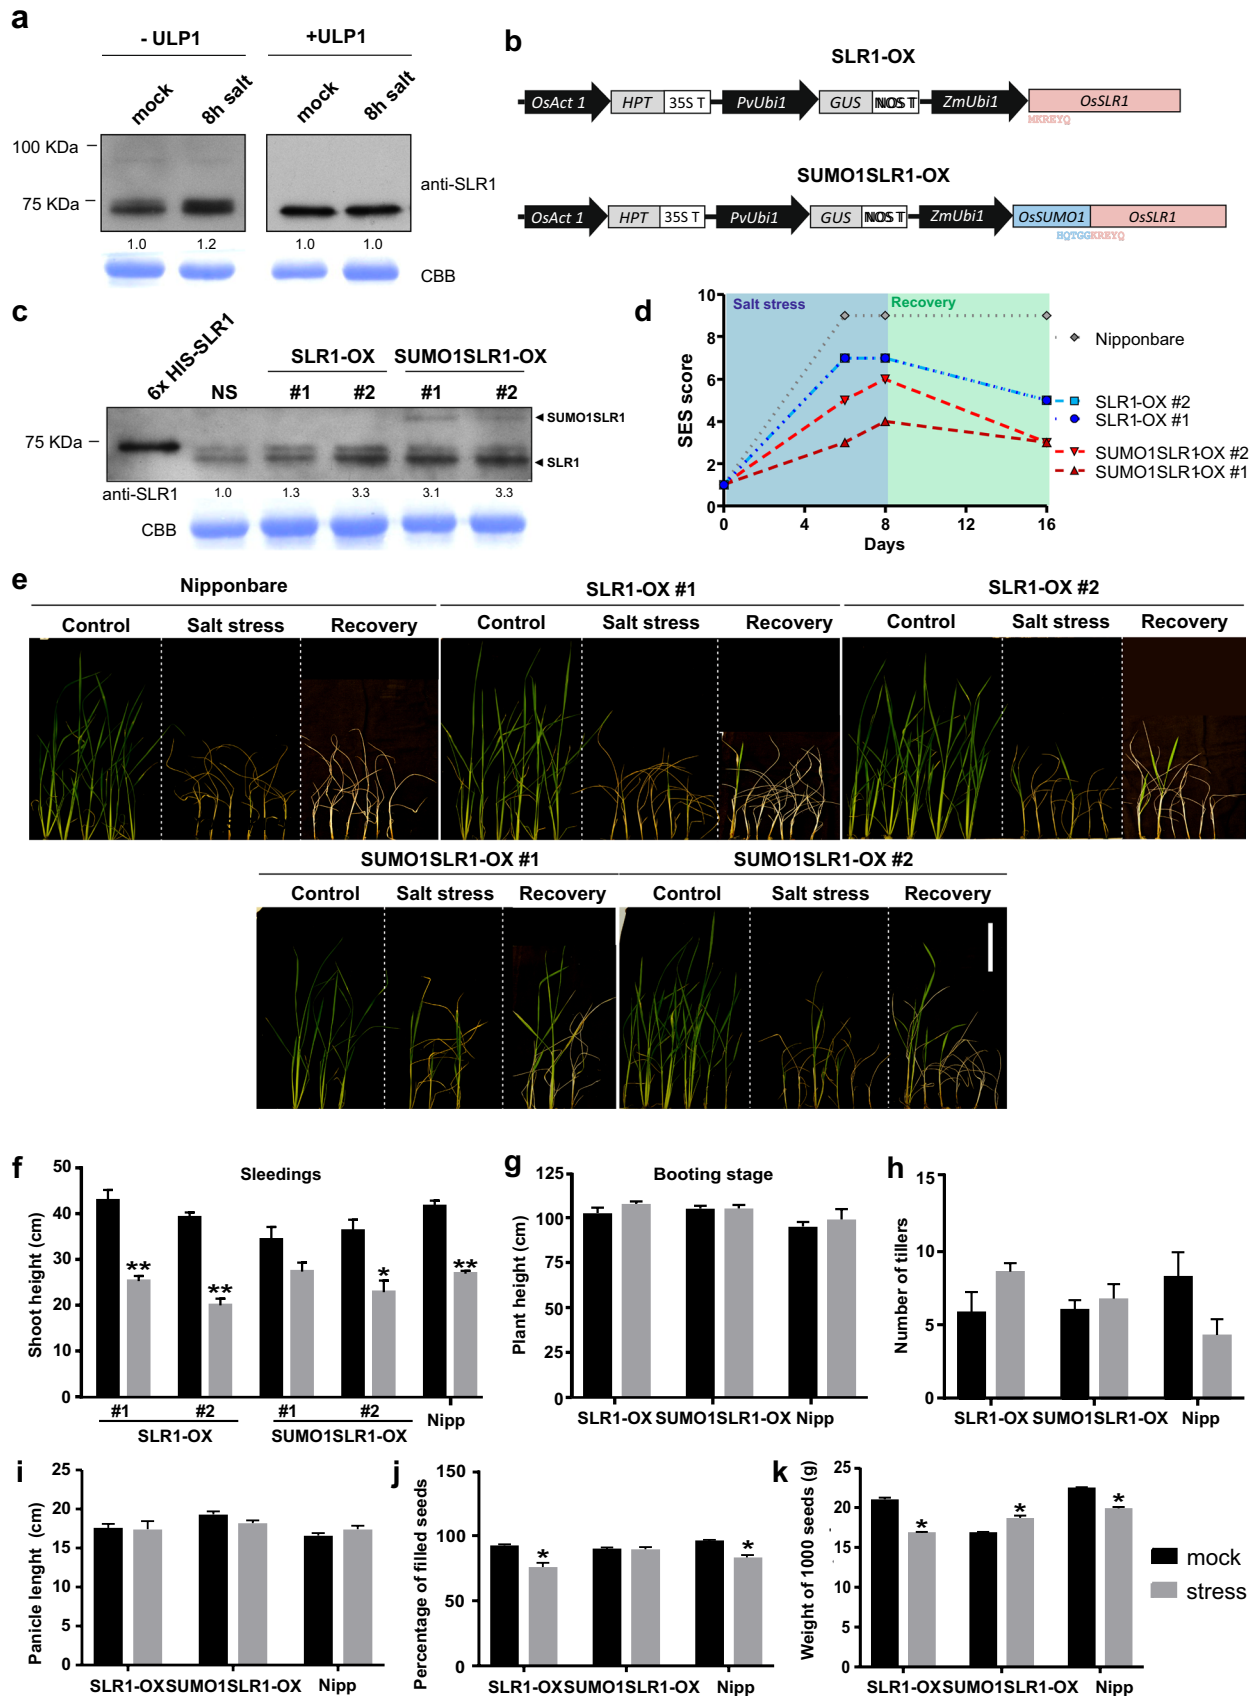 a
- ULP1
+ULP1
mock
8h salt
mock
8h salt
100 KDa
75 KDa
anti-SLR1
1.0
1.2
1.0
1.0
CBB
b
SLR1-OX
OsAct 1
HPT
35S T
PvUbi1
GUS
NOS T
ZmUbi1
OsSLR1
MKREYQ
SUMO1SLR1-OX
OsAct 1
HPT
35S T
PvUbi1
GUS
NOS T
ZmUbi1
OsSUMO1
OsSLR1
HQTGGKREYQ
c
6x HIS-SLR1
NS
SLR1-OX
#1
#2
SUMO1SLR1-OX
#1
#2
75 KDa
SUMO1SLR1
SLR1
anti-SLR1
1.0
1.3
3.3
3.1
3.3
CBB
d
SES score
10
8
6
4
2
0
Salt stress
Recovery
0
4
8
12
16
Days
Nipponbare
SLR1-OX #2
SLR1-OX #1
SUMO1SLR1-OX #2
SUMO1SLR1-OX #1
e
Nipponbare
Control
Salt stress
Recovery
SLR1-OX #1
Control
Salt stress
Recovery
SLR1-OX #2
Control
Salt stress
Recovery
SUMO1SLR1-OX #1
Control
Salt stress
Recovery
SUMO1SLR1-OX #2
Control
Salt stress
Recovery
f
Sleedings
Shoot height (cm)
50
40
30
20
10
0
**
**
*
**
#1
#2
#1
#2
SLR1-OX
SUMO1SLR1-OX
Nipp
g
Booting stage
Plant height (cm)
125
100
75
50
25
0
SLR1-OX
SUMO1SLR1-OX
Nipp
h
Number of tillers
15
10
5
0
SLR1-OX
SUMO1SLR1-OX
Nipp
i
Panicle lenght (cm)
25
20
15
10
5
0
SLR1-OX
SUMO1SLR1-OX
Nipp
j
Percentage of filled seeds
150
100
50
0
*
*
SLR1-OX
SUMO1SLR1-OX
Nipp
k
Weight of 1000 seeds (g)
25
20
15
10
5
0
*
*
*
SLR1-OX
SUMO1SLR1-OX
Nipp
mock
stress